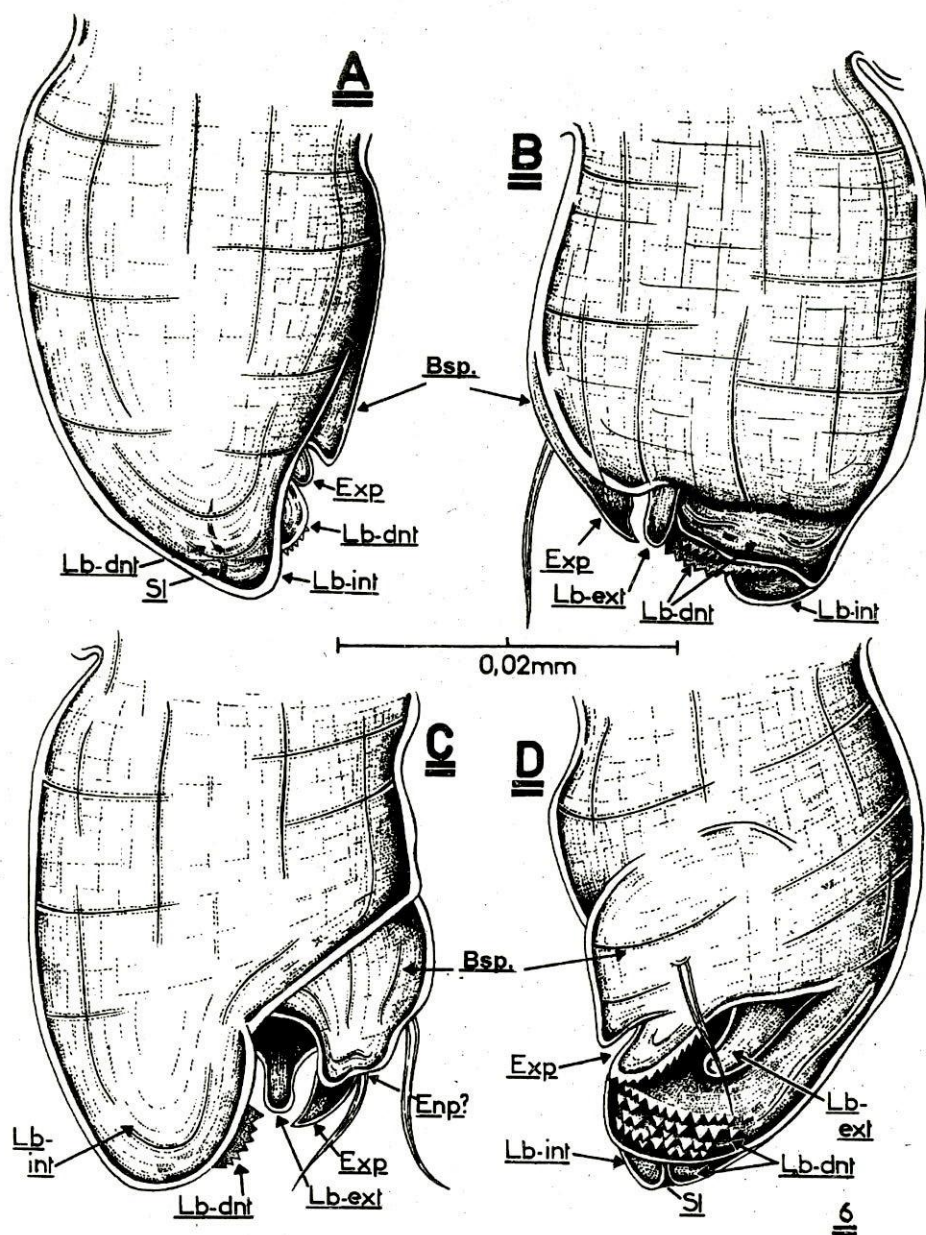 A
B
Bsp.
Exp
Lb-dnt
Lb-dnt
Sl
Lb-int
Exp
Lb-ext
Lb-dnt
Lb-int
0,02mm
C
D
Bsp.
Enp?
Exp
Lb-
ext
Lb-
int
Exp
Lb-ext
Lb-dnt
Lb-int
Lb-dnt
Sl
6